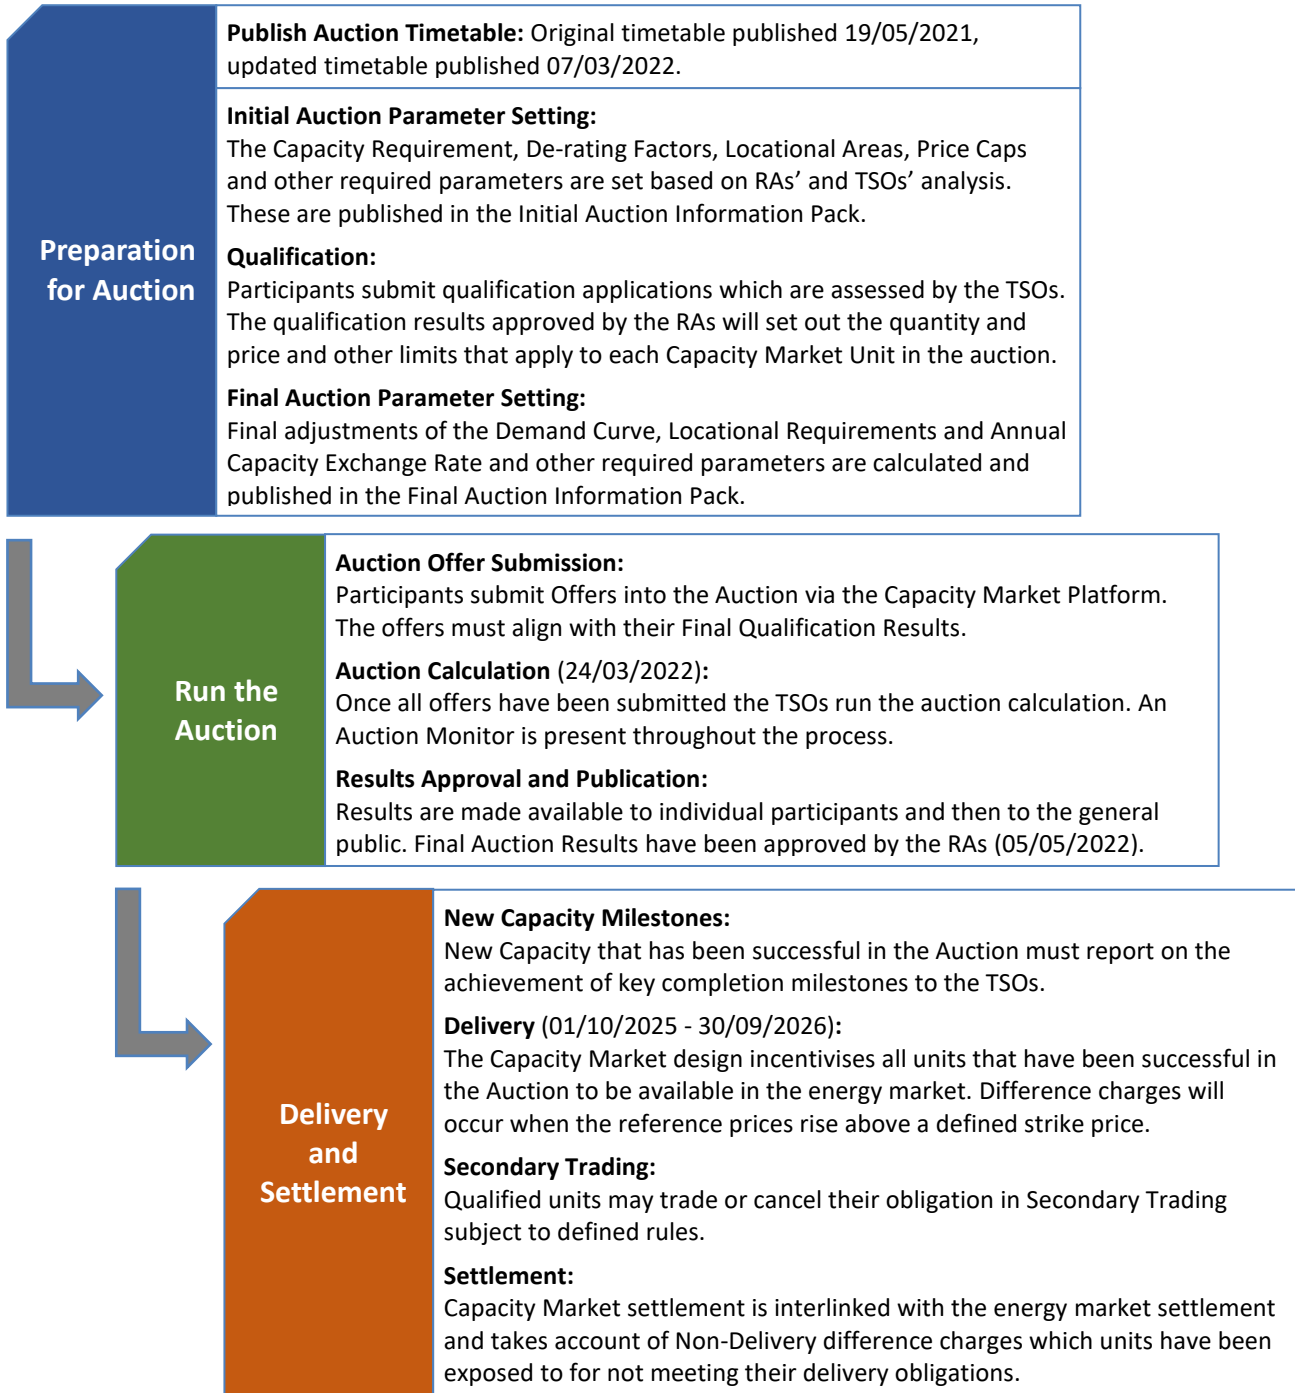 Publish Auction Timetable: Original timetable published 19/05/2021,
updated timetable published 07/03/2022.
Preparation
for Auction
Initial Auction Parameter Setting:
The Capacity Requirement, De-rating Factors, Locational Areas, Price Caps
and other required parameters are set based on RAs’ and TSOs’ analysis.
These are published in the Initial Auction Information Pack.
Qualification:
Participants submit qualification applications which are assessed by the TSOs.
The qualification results approved by the RAs will set out the quantity and
price and other limits that apply to each Capacity Market Unit in the auction.
Final Auction Parameter Setting:
Final adjustments of the Demand Curve, Locational Requirements and Annual
Capacity Exchange Rate and other required parameters are calculated and
published in the Final Auction Information Pack.
Run the
Auction
Auction Offer Submission:
Participants submit Offers into the Auction via the Capacity Market Platform.
The offers must align with their Final Qualification Results.
Auction Calculation (24/03/2022):
Once all offers have been submitted the TSOs run the auction calculation. An
Auction Monitor is present throughout the process.
Results Approval and Publication:
Results are made available to individual participants and then to the general
public. Final Auction Results have been approved by the RAs (05/05/2022).
Delivery
and
Settlement
New Capacity Milestones:
New Capacity that has been successful in the Auction must report on the
achievement of key completion milestones to the TSOs.
Delivery (01/10/2025 - 30/09/2026):
The Capacity Market design incentivises all units that have been successful in
the Auction to be available in the energy market. Difference charges will
occur when the reference prices rise above a defined strike price.
Secondary Trading:
Qualified units may trade or cancel their obligation in Secondary Trading
subject to defined rules.
Settlement:
Capacity Market settlement is interlinked with the energy market settlement
and takes account of Non-Delivery difference charges which units have been
exposed to for not meeting their delivery obligations.